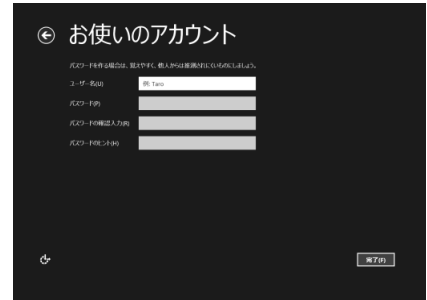 お使いのアカウント
パスワードを作る場合は、覚えやすく、他人からは推測されにくいものにしましょう。
ユーザー名(U)
例: Taro
パスワード(P)
パスワードの確認入力(R)
パスワードのヒント(H)
完了(F)